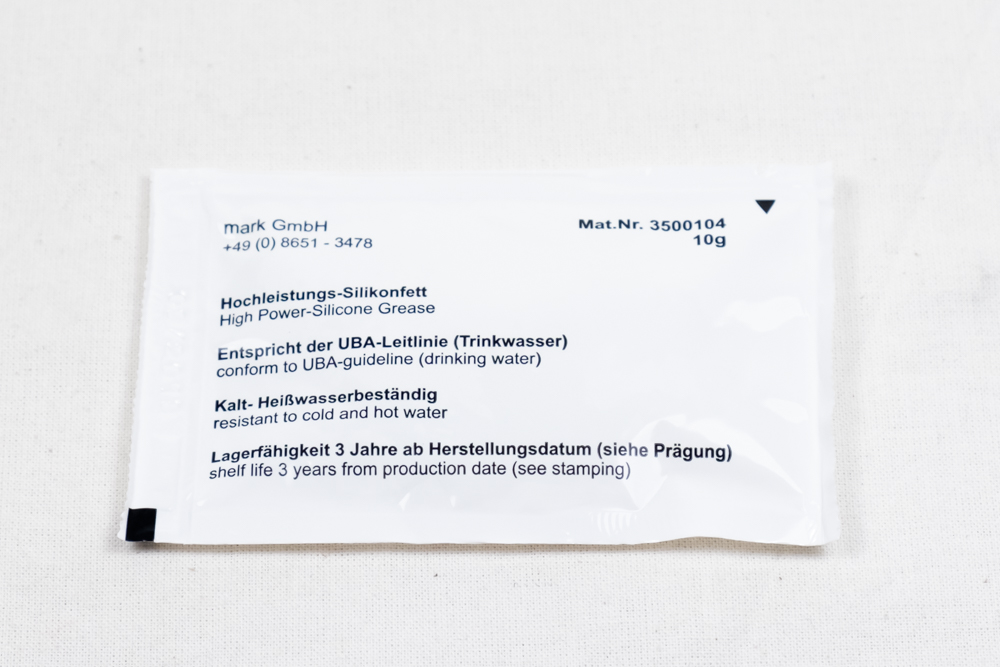 mark GmbH
+49 (0) 8651 - 3478
Mat.Nr. 3500104
10g
Hochleistungs-Silikonfett
High Power-Silicone Grease
Entspricht der UBA-Leitlinie (Trinkwasser)
conform to UBA-guideline (drinking water)
Kalt- Heißwasserbeständig
resistant to cold and hot water
Lagerfähigkeit 3 Jahre ab Herstellungsdatum (siehe Prägung)
shelf life 3 years from production date (see stamping)